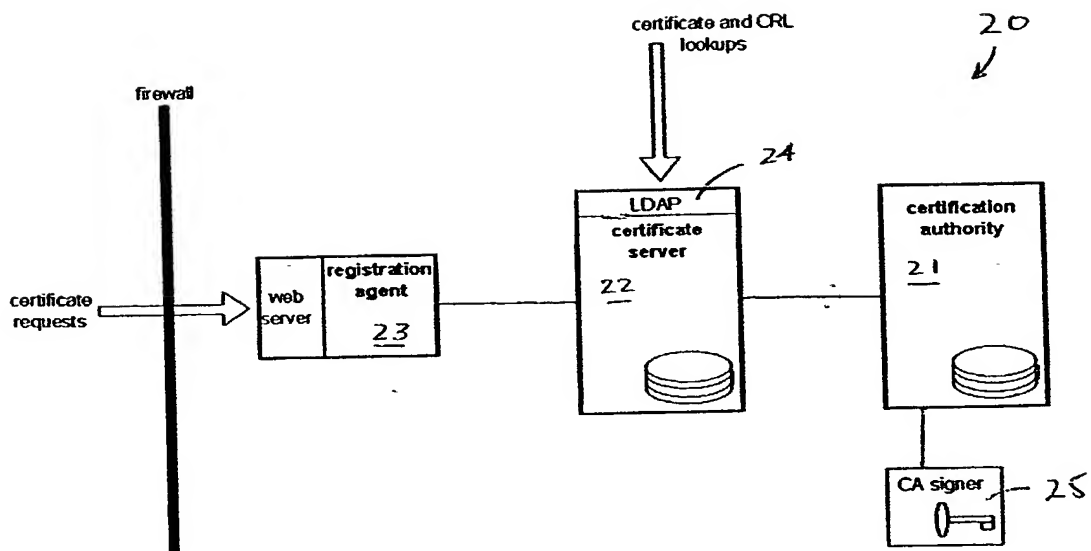 certificate and CRL
lookups
20
firewall
24
LDAP
certificate
server
22
certification
authority
21
registration
agent
23
web
server
certificate
requests
CA signer
25